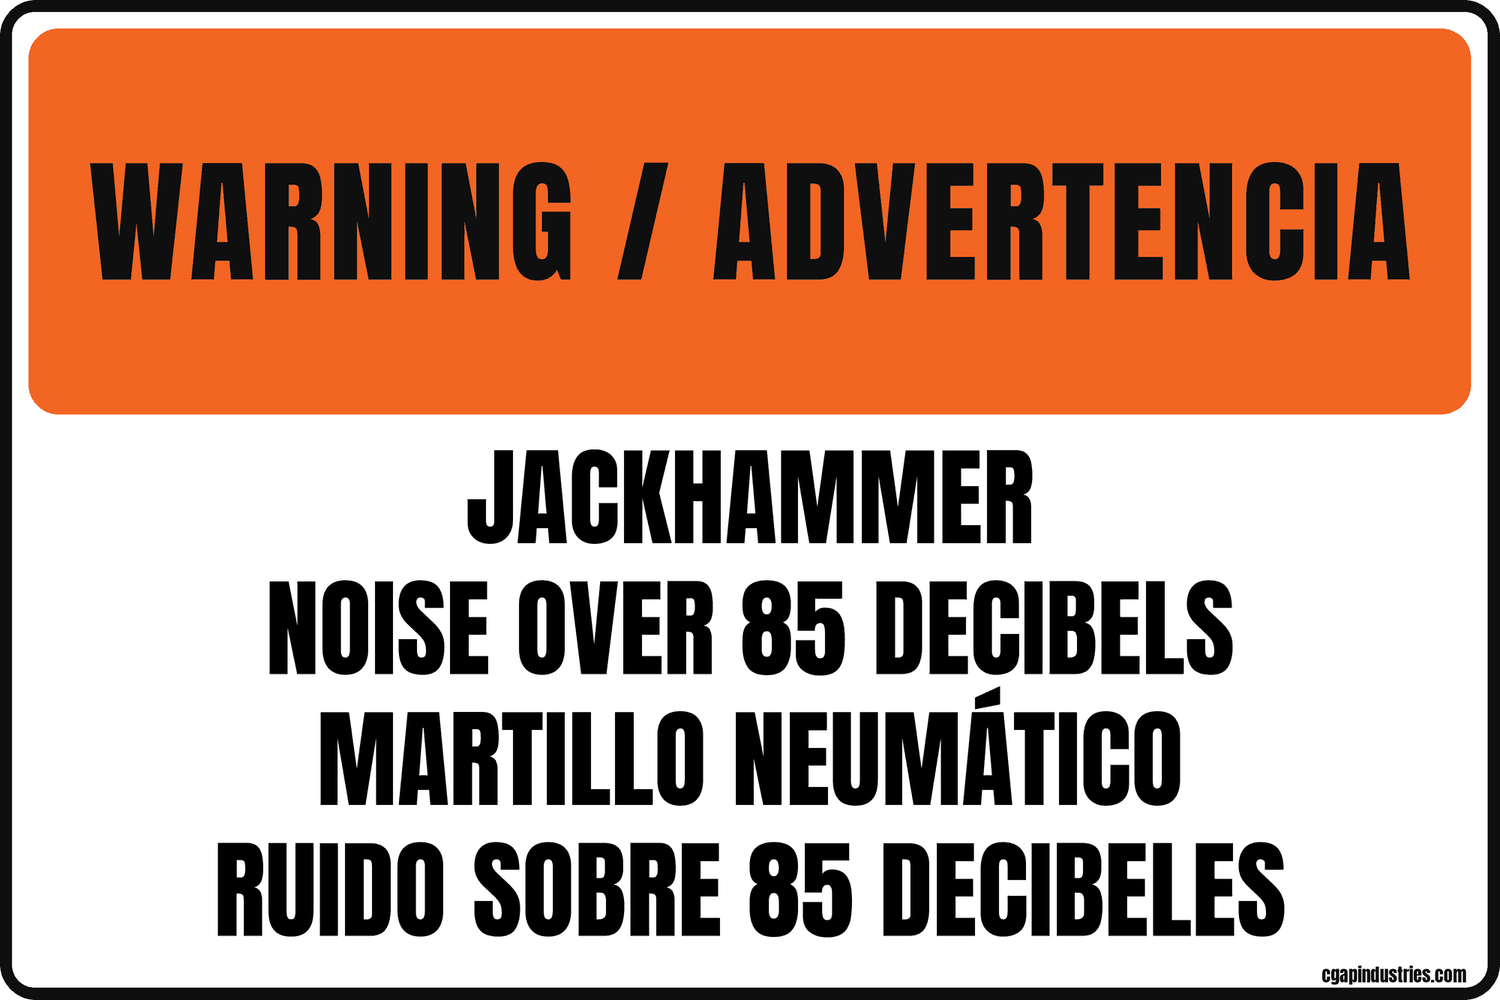 WARNING / ADVERTENCIA
JACKHAMMER
NOISE OVER 85 DECIBELS
MARTILLO NEUMÁTICO
RUIDO SOBRE 85 DECIBELES
cgapindustries.com